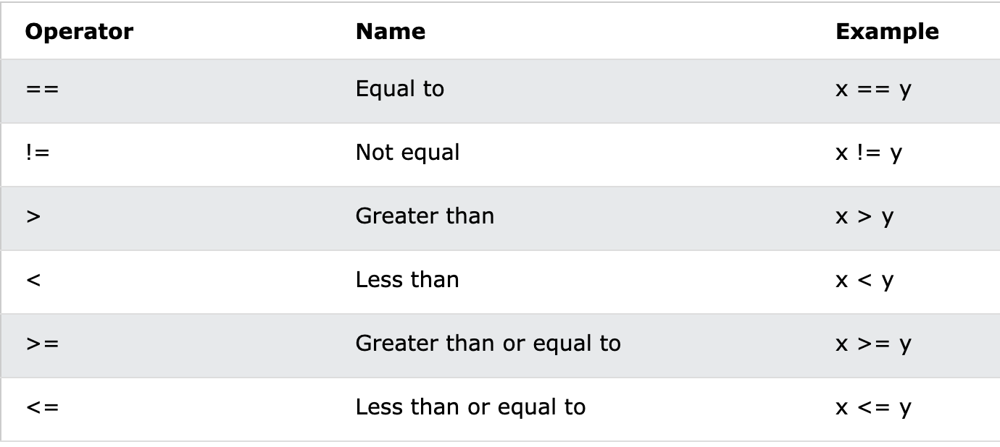 Operator Name Example
== Equal to x == y
!= Not equal x != y
> Greater than x > y
< Less than x < y
>= Greater than or equal to x >= y
<= Less than or equal to x <= y